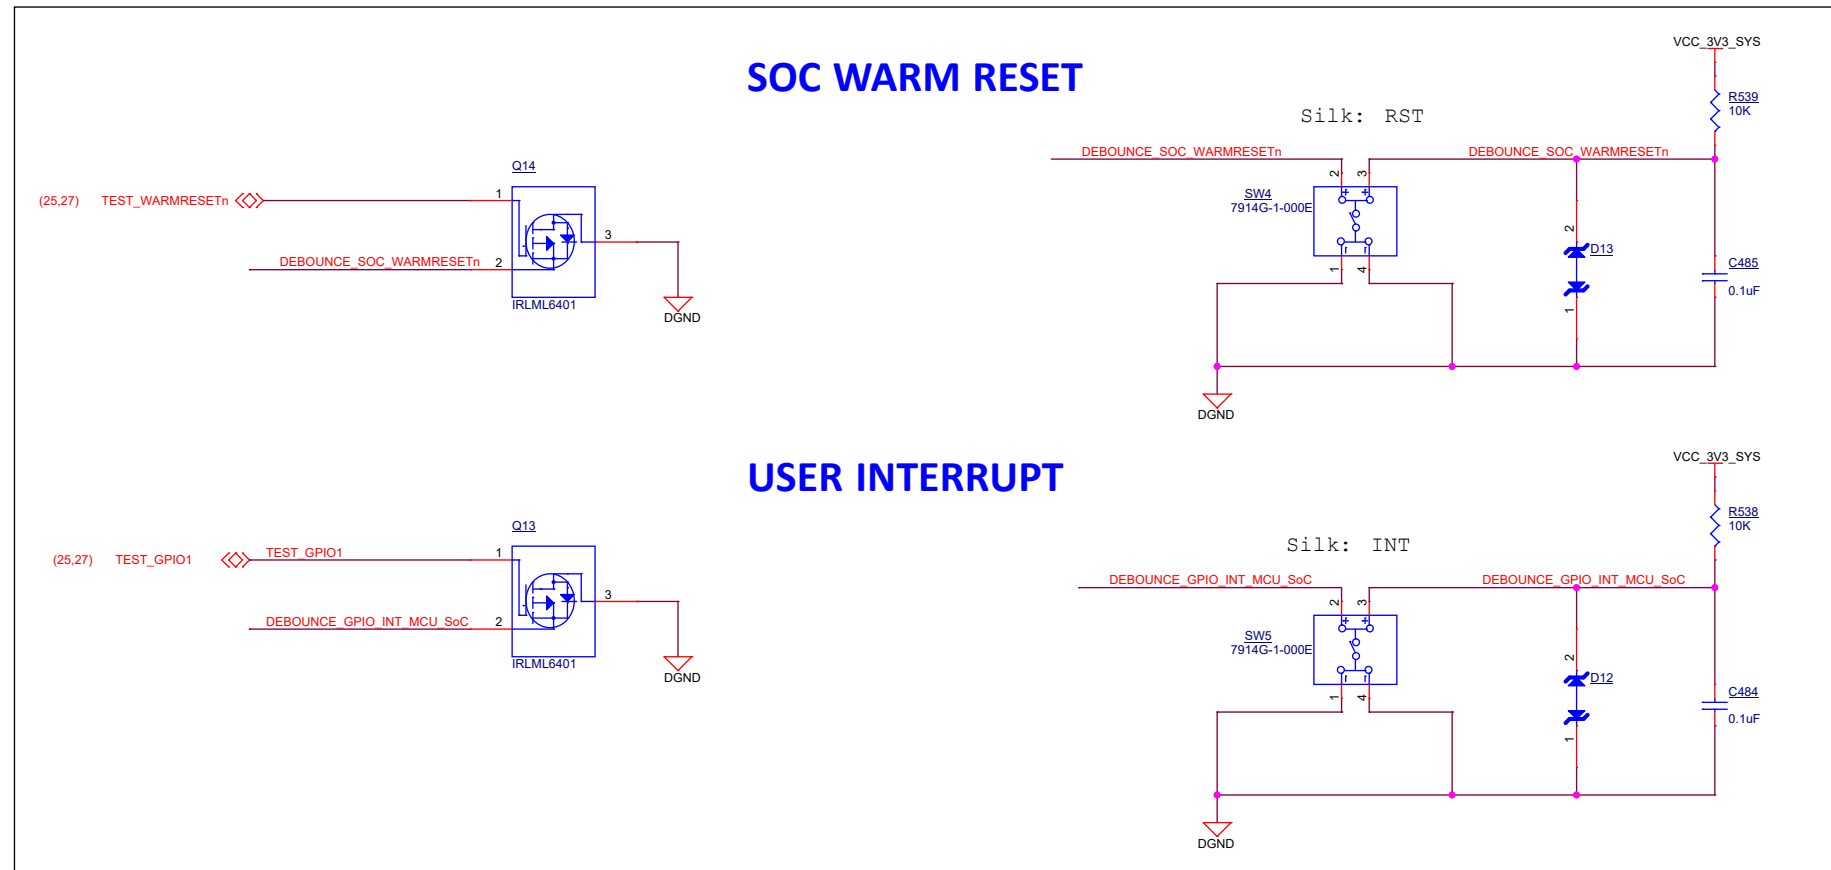 SOC WARM RESET
VCC_3V3_SYS
R539
10K
Silk: RST
DEBOUNCE_SOC_WARMRESETn
DEBOUNCE_SOC_WARMRESETn
Q14
(25,27) TEST_WARMRESETn
1
3
DEBOUNCE_SOC_WARMRESETn
2
IRLML6401
DGND
2
3
SW4
7914G-1-000E
+ +
1
4
2
D13
1
C485
0.1uF
DGND
USER INTERRUPT
VCC_3V3_SYS
R538
10K
Silk: INT
DEBOUNCE_GPIO_INT_MCU_SoC
DEBOUNCE_GPIO_INT_MCU_SoC
Q13
(25,27) TEST_GPIO1
TEST_GPIO1
1
3
DEBOUNCE_GPIO_INT_MCU_SoC
2
IRLML6401
DGND
2
3
SW5
7914G-1-000E
+ +
1
4
2
D12
1
C484
0.1uF
DGND